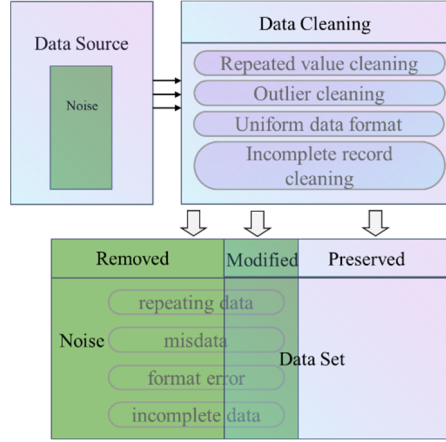 Data Source
Noise
Data Cleaning
Repeated value cleaning
Outlier cleaning
Uniform data format
Incomplete record
cleaning
Removed
Modified
Preserved
Noise
repeating data
misdata
format error
incomplete data
Data Set